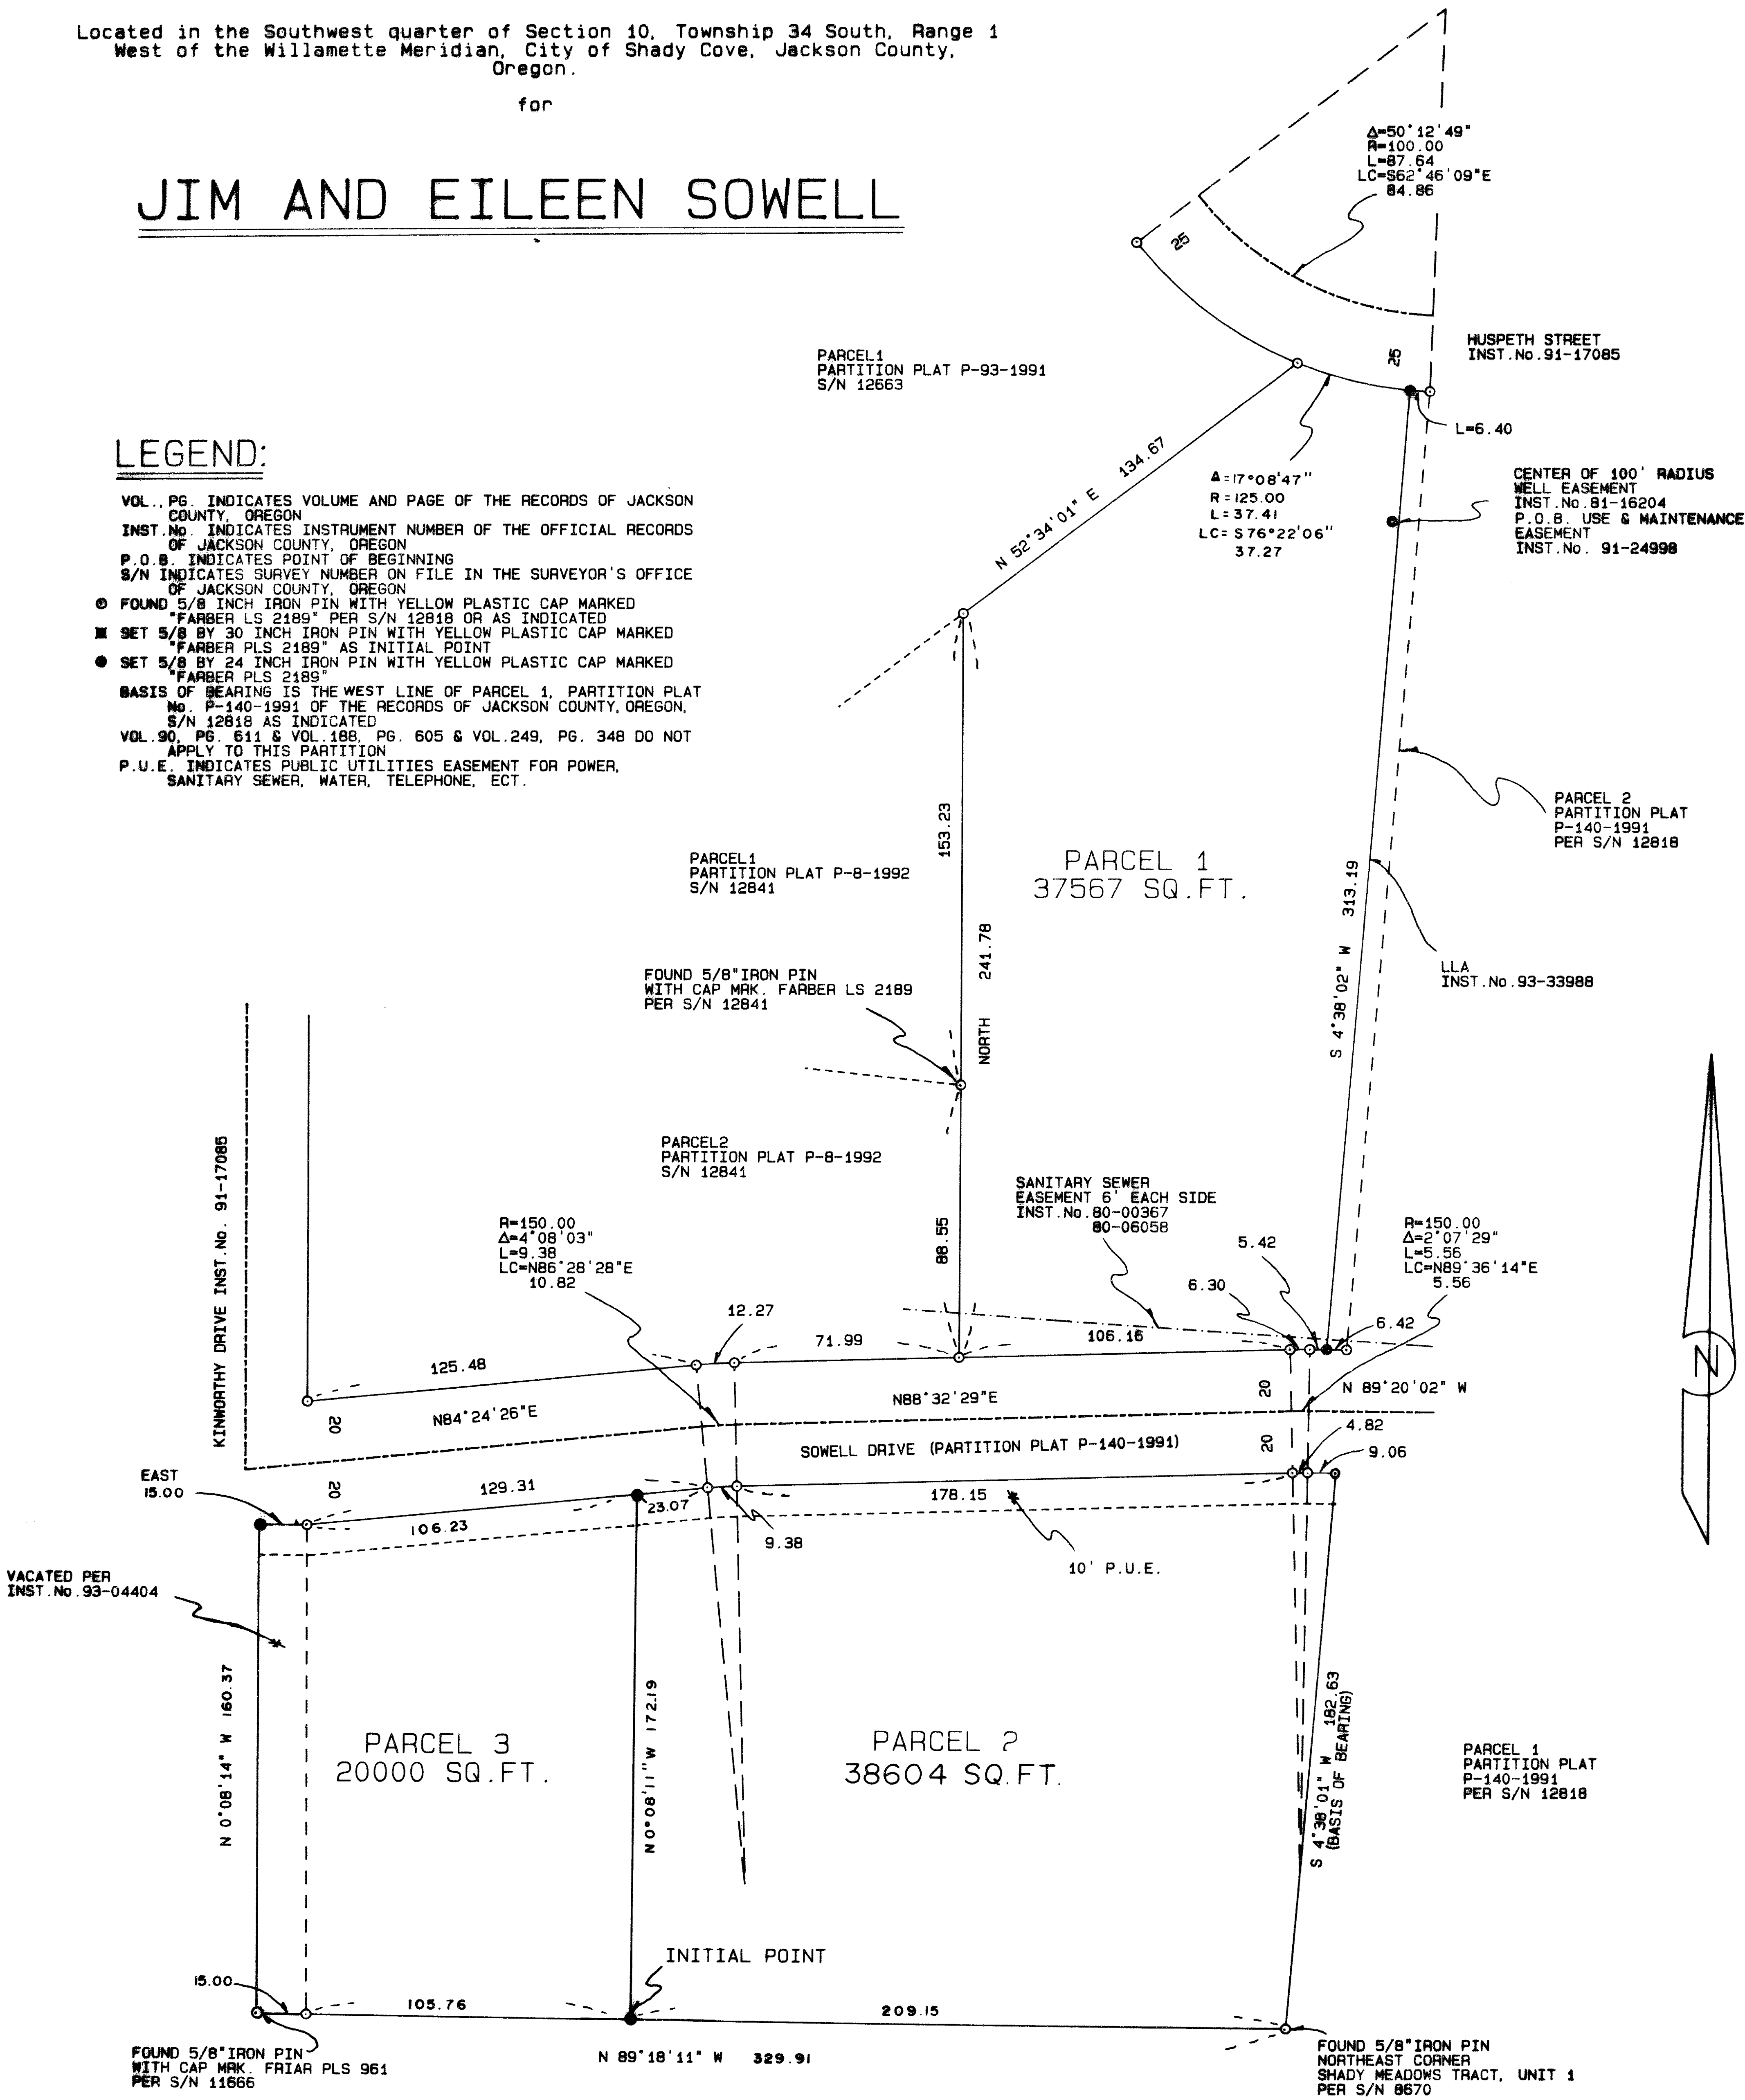 Located in the Southwest quarter of Section 10, Township 34 South, Range 1
West of the Willamette Meridian, City of Shady Cove, Jackson County,
Oregon.
for
JIM AND EILEEN SOWELL
Δ=50°12'49"
R=100.00
L=87.64
LC=S62°46'09"E
84.86
25
25
HUSPETH STREET
INST.No.91-17085
PARCEL1
PARTITION PLAT P-93-1991
S/N 12663
L=6.40
N 52°34'01" E 134.67
Δ=17°08'47"
R=125.00
L=37.41
LC= S76°22'06"
37.27
CENTER OF 100' RADIUS
WELL EASEMENT
INST.No.81-16204
P.O.B. USE & MAINTENANCE
EASEMENT
INST.No. 91-24998
LEGEND:
VOL., PG. INDICATES VOLUME AND PAGE OF THE RECORDS OF JACKSON
COUNTY, OREGON
INST.No. INDICATES INSTRUMENT NUMBER OF THE OFFICIAL RECORDS
OF JACKSON COUNTY, OREGON
P.O.B. INDICATES POINT OF BEGINNING
S/N INDICATES SURVEY NUMBER ON FILE IN THE SURVEYOR'S OFFICE
OF JACKSON COUNTY, OREGON
FOUND 5/8 INCH IRON PIN WITH YELLOW PLASTIC CAP MARKED
"FARBER LS 2189" PER S/N 12818 OR AS INDICATED
SET 5/8 BY 30 INCH IRON PIN WITH YELLOW PLASTIC CAP MARKED
"FARBER PLS 2189" AS INITIAL POINT
SET 5/8 BY 24 INCH IRON PIN WITH YELLOW PLASTIC CAP MARKED
"FARBER PLS 2189"
BASIS OF BEARING IS THE WEST LINE OF PARCEL 1, PARTITION PLAT
No. P-140-1991 OF THE RECORDS OF JACKSON COUNTY, OREGON,
S/N 12818 AS INDICATED
VOL.90, PG. 611 & VOL.188, PG. 605 & VOL.249, PG. 348 DO NOT
APPLY TO THIS PARTITION
P.U.E. INDICATES PUBLIC UTILITIES EASEMENT FOR POWER,
SANITARY SEWER, WATER, TELEPHONE, ECT.
PARCEL 2
PARTITION PLAT
P-140-1991
PER S/N 12818
153.23
PARCEL1
PARTITION PLAT P-8-1992
S/N 12841
PARCEL 1
37567 SQ.FT.
S 4°38'02" W 313.19
NORTH 241.78
FOUND 5/8"IRON PIN
WITH CAP MRK. FARBER LS 2189
PER S/N 12841
LLA
INST.No.93-33988
KINWORTHY DRIVE INST.No. 91-17085
PARCEL2
PARTITION PLAT P-8-1992
S/N 12841
SANITARY SEWER
EASEMENT 6' EACH SIDE
INST.No.80-00367
80-06058
R=150.00
Δ=4°08'03"
L=9.38
LC=N86°28'28"E
10.82
88.55
5.42
6.30
R=150.00
Δ=2°07'29"
L=5.56
LC=N89°36'14"E
5.56
12.27
71.99
106.16
6.42
125.48
20
N84°24'26"E
N88°32'29"E
20
N 89°20'02" W
SOWELL DRIVE (PARTITION PLAT P-140-1991)
20
4.82
9.06
EAST
15.00
20
129.31
106.23
23.07
9.38
178.15
10' P.U.E.
VACATED PER
INST.No.93-04404
N 0°08'14" W 160.37
N 0°08'11" W 172.19
S 4°38'01" W 182.63
(BASIS OF BEARING)
PARCEL 3
20000 SQ.FT.
PARCEL 2
38604 SQ.FT.
PARCEL 1
PARTITION PLAT
P-140-1991
PER S/N 12818
N
INITIAL POINT
15.00
105.76
209.15
N 89°18'11" W 329.91
FOUND 5/8"IRON PIN
WITH CAP MRK. FRIAR PLS 961
PER S/N 11666
FOUND 5/8"IRON PIN
NORTHEAST CORNER
SHADY MEADOWS TRACT, UNIT 1
PER S/N 8670